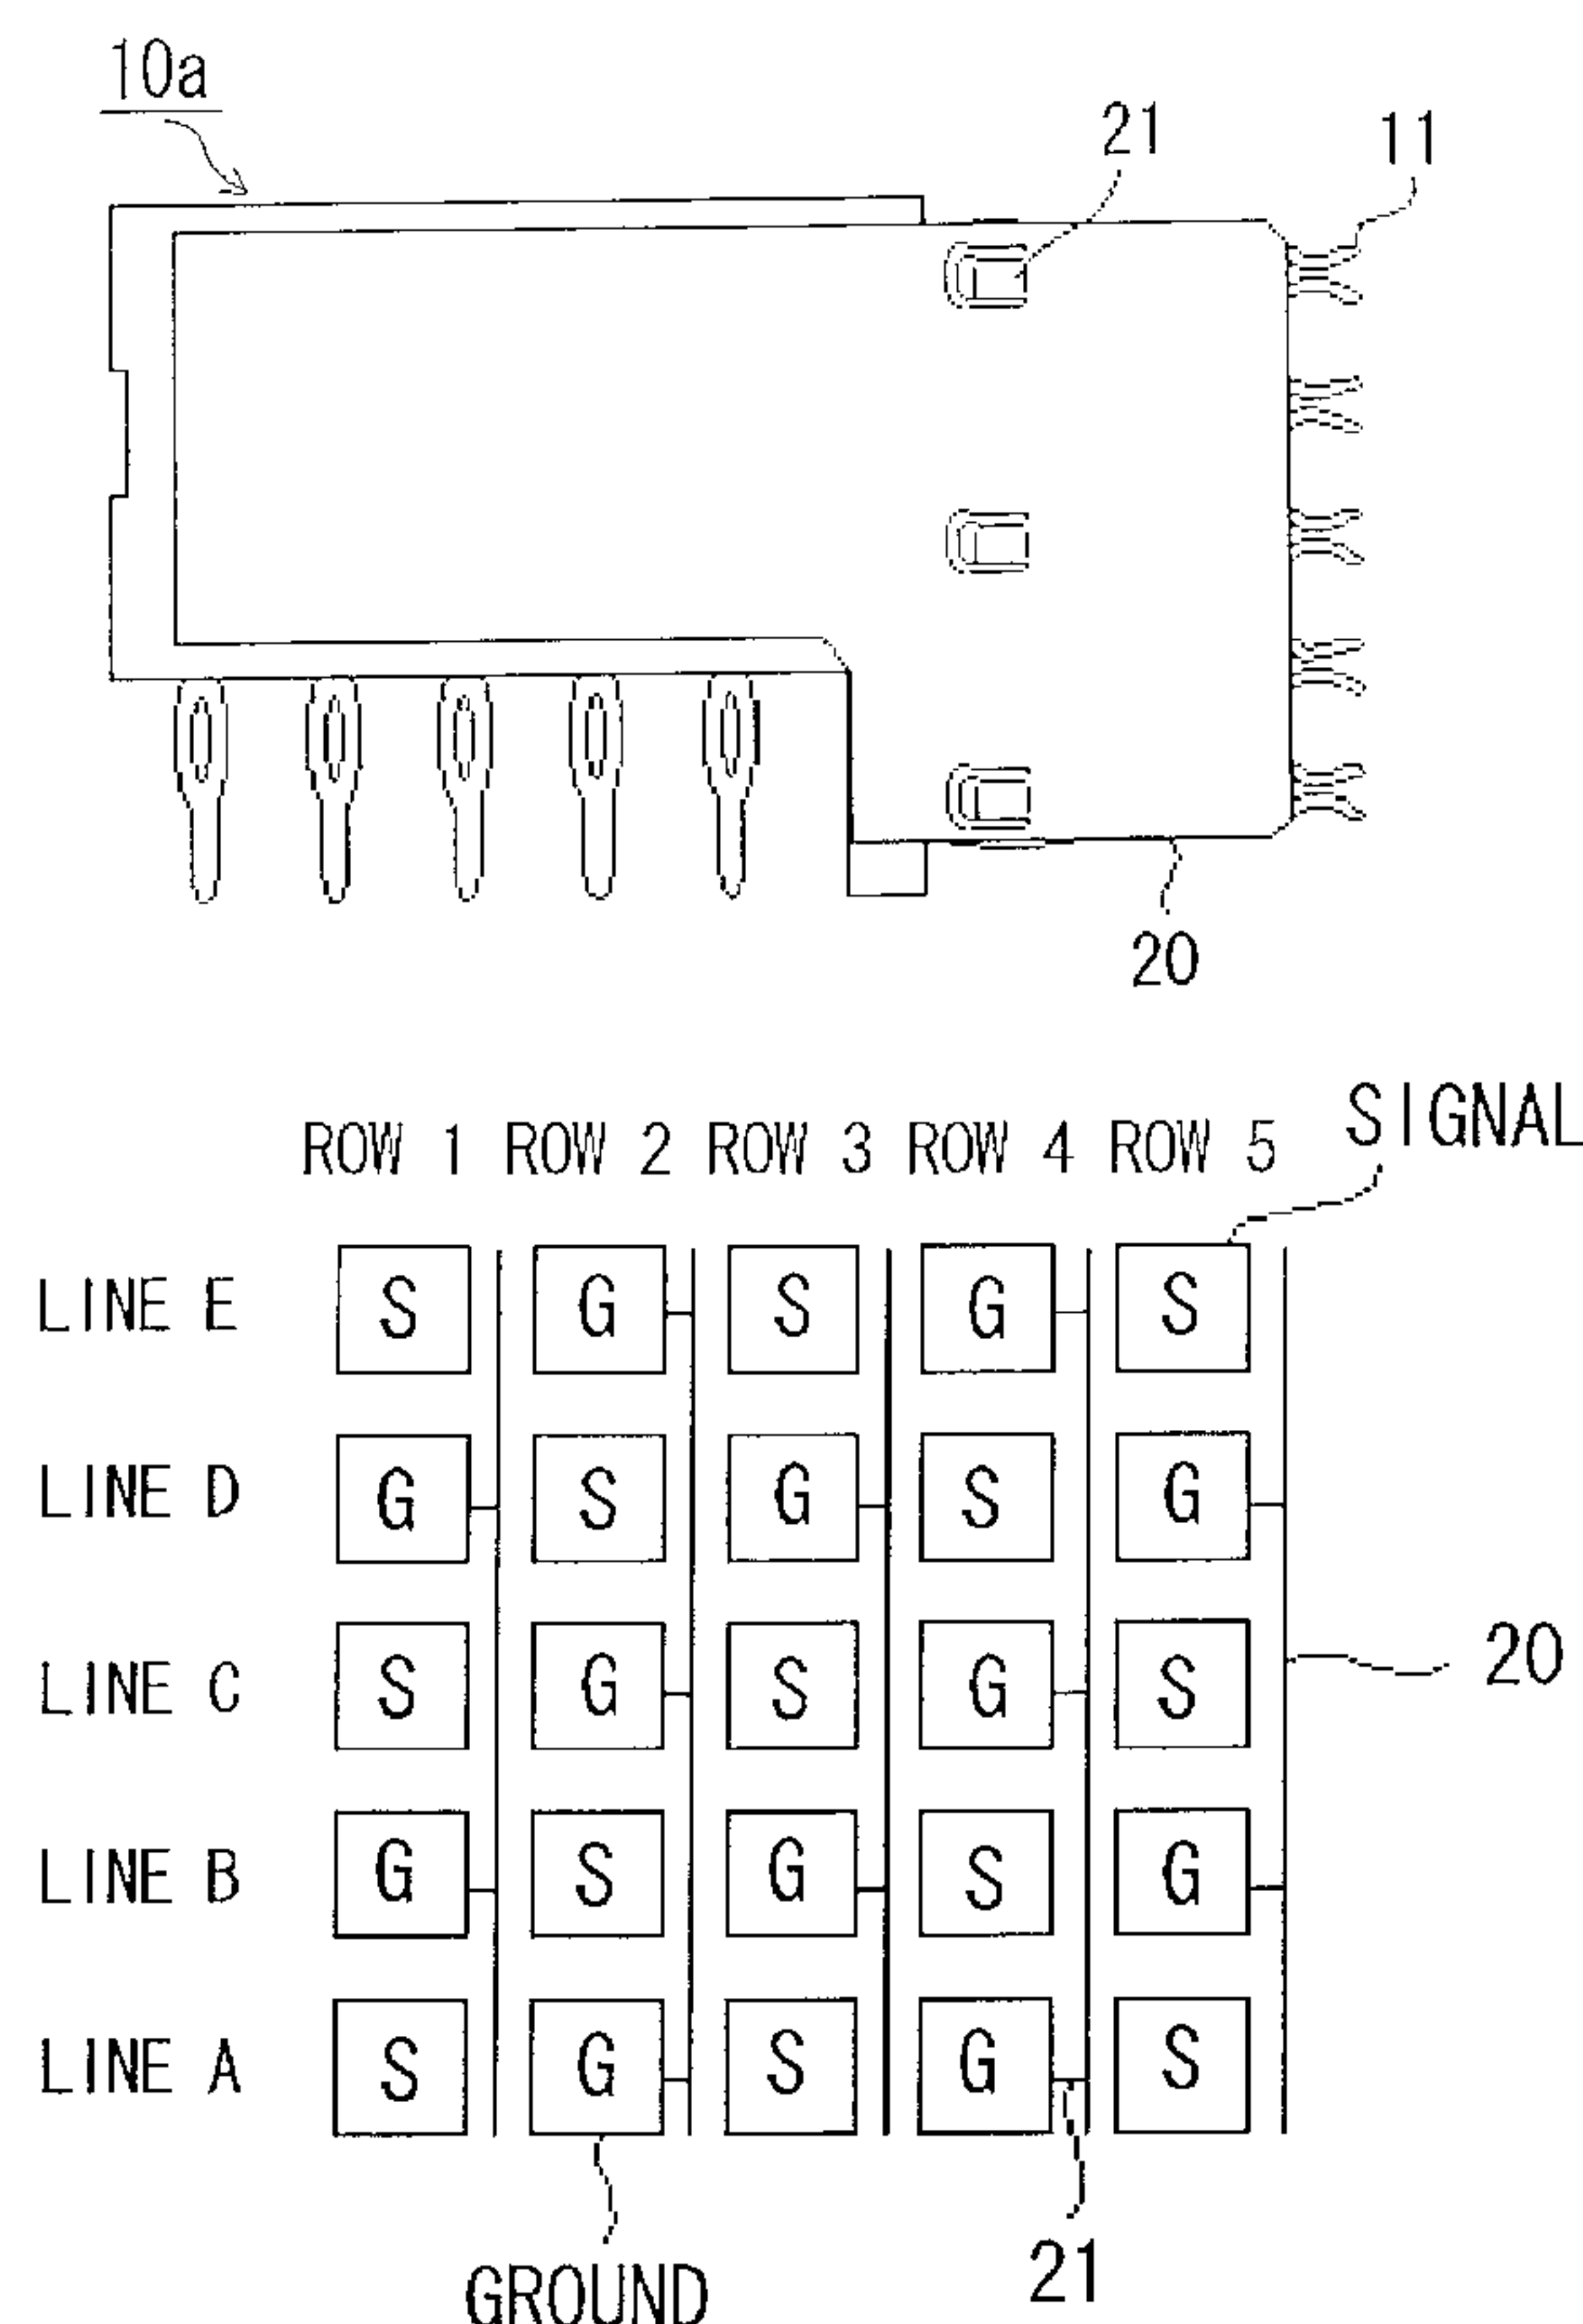 10a
21
11
20
SIGNAL
ROW 1 ROW 2 ROW 3 ROW 4 ROW 5
LINE E S G S G S
LINE D G S G S G
LINE C S G S G S
20
LINE B G S G S G
LINE A S G S G S
21
GROUND